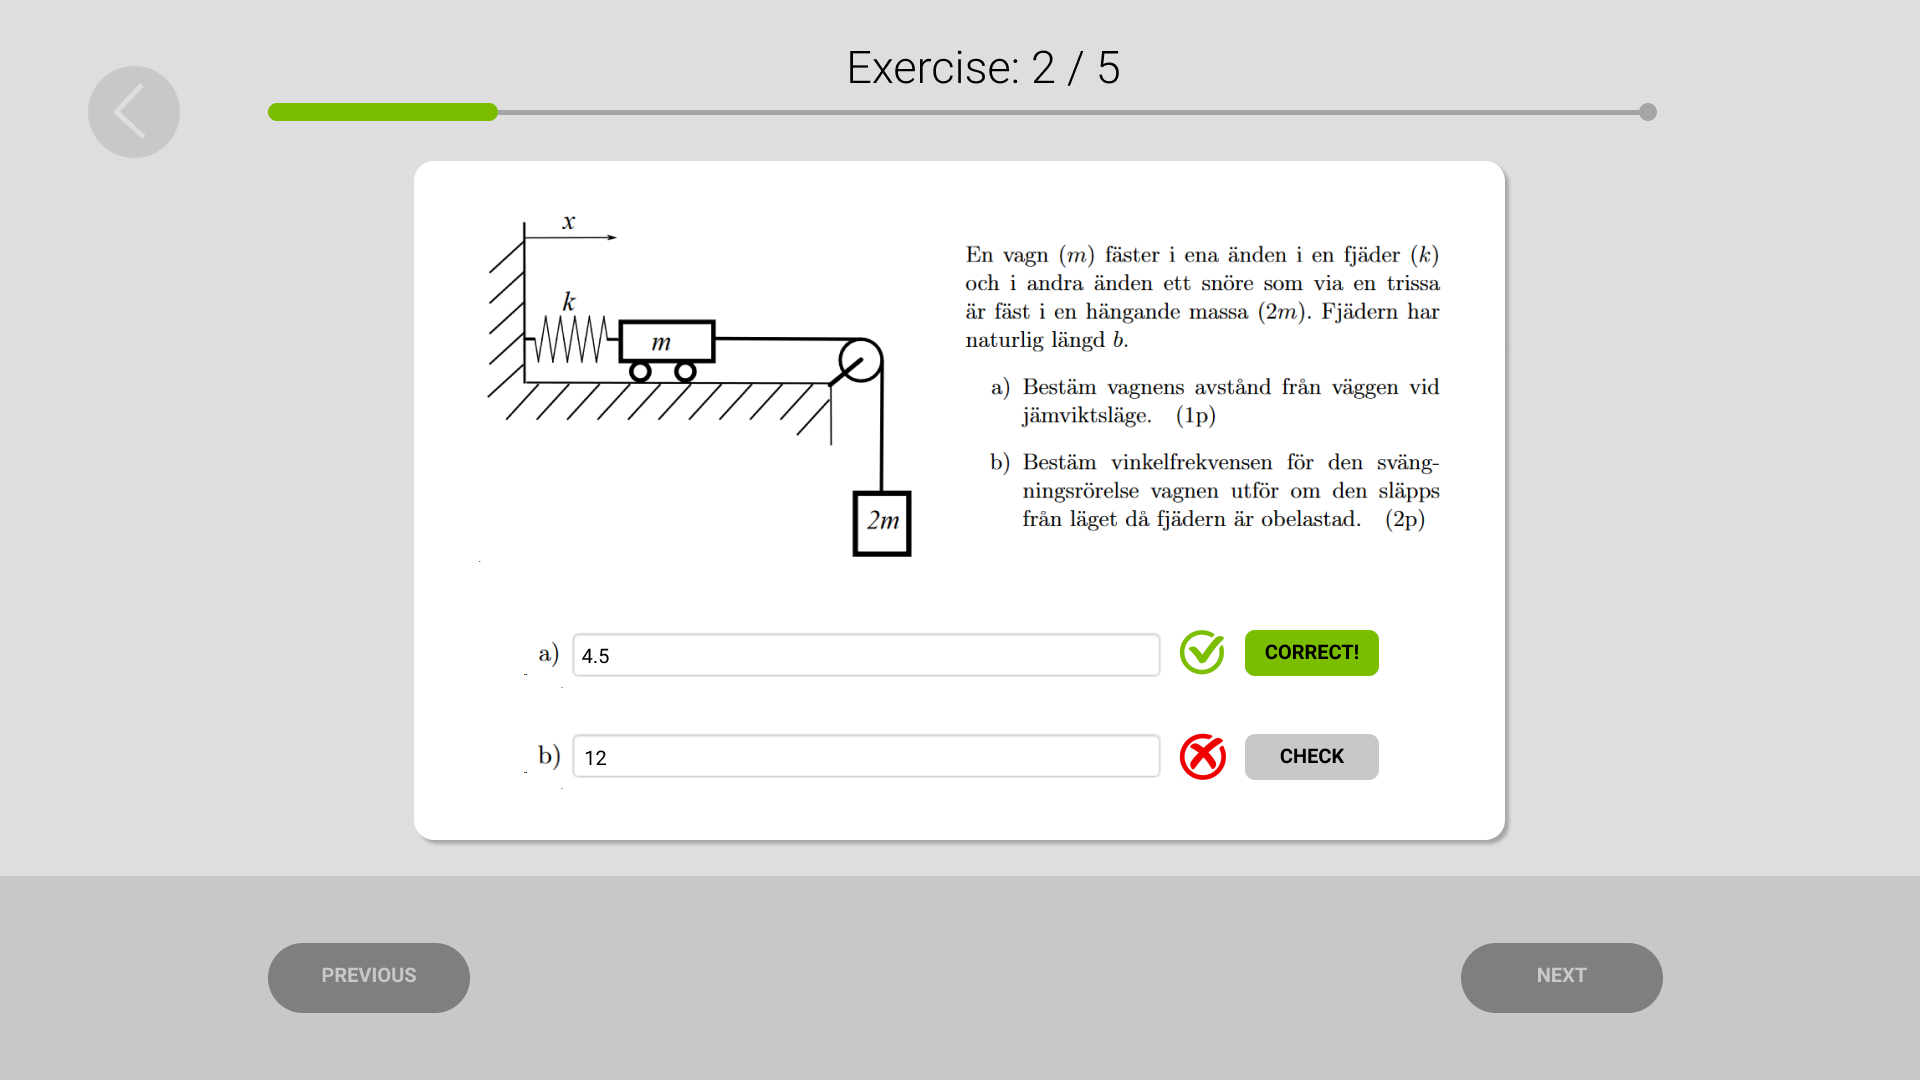 Exercise: 2 / 5
x
k
m
2m
En vagn (m) fäster i ena änden i en fjäder (k)
och i andra änden ett snöre som via en trissa
är fäst i en hängande massa (2m). Fjädern har
naturlig längd b.
a) Bestäm vagnens avstånd från väggen vid
jämviktsläge. (1p)
b) Bestäm vinkelfrekvensen för den sväng-
ningsrörelse vagnen utför om den släpps
från läget då fjädern är obelastad. (2p)
a) 4.5 CORRECT!
b) 12 CHECK
PREVIOUS
NEXT